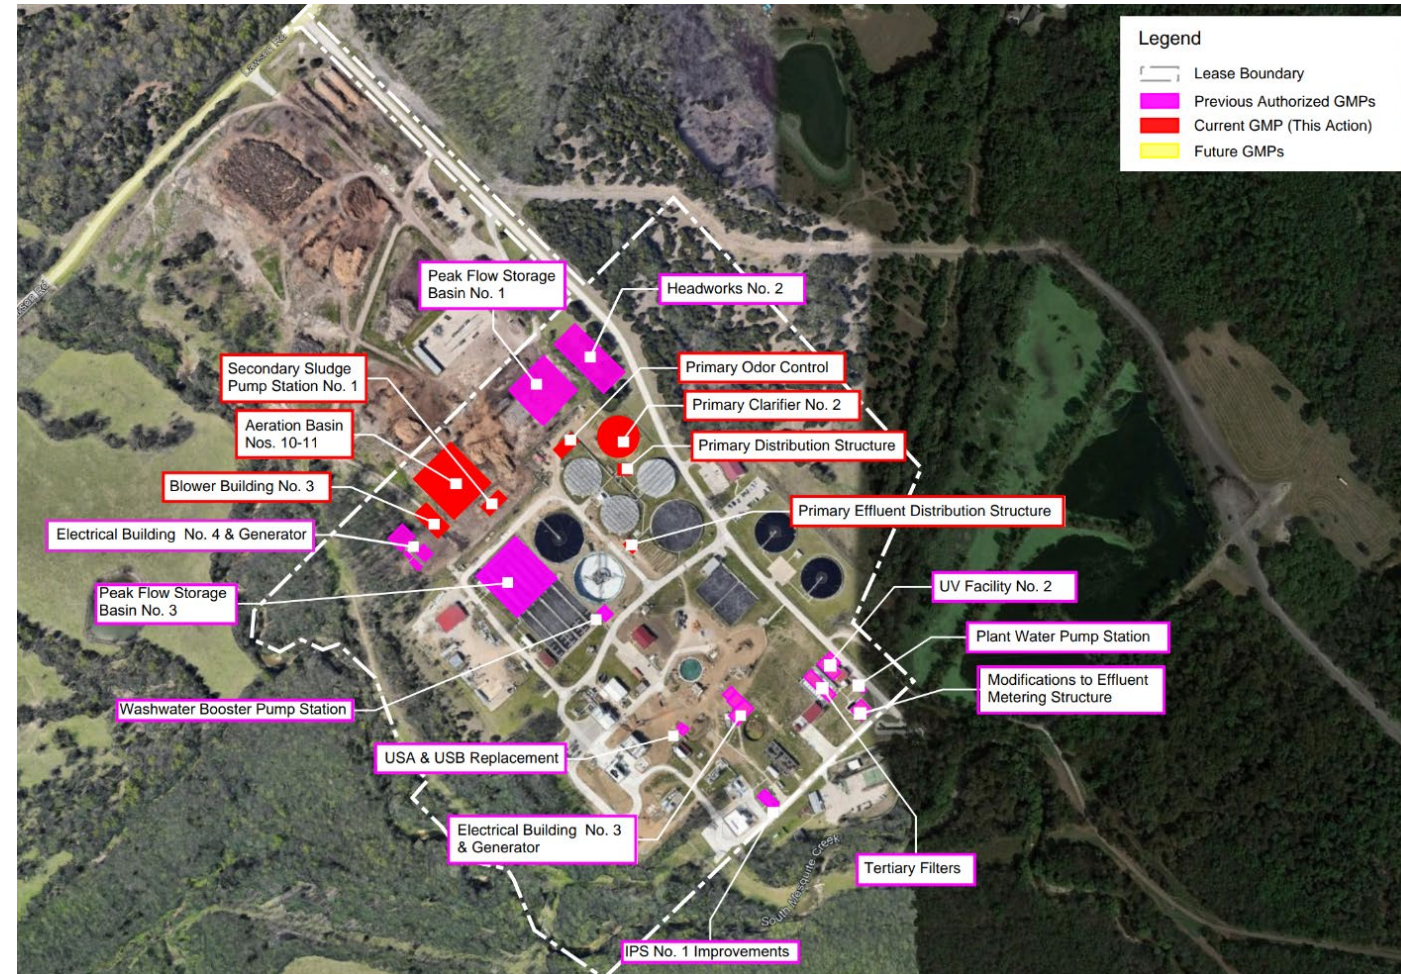 Legend
Lease Boundary
Previous Authorized GMPs
Current GMP (This Action)
Future GMPs
Peak Flow Storage
Basin No. 1
Headworks No. 2
Secondary Sludge
Pump Station No. 1
Primary Odor Control
Primary Clarifier No. 2
Aeration Basin
Nos. 10-11
Primary Distribution Structure
Blower Building No. 3
Primary Effluent Distribution Structure
Electrical Building No. 4 & Generator
UV Facility No. 2
Peak Flow Storage
Basin No. 3
Plant Water Pump Station
Modifications to Effluent
Metering Structure
Washwater Booster Pump Station
USA & USB Replacement
Electrical Building No. 3
& Generator
Tertiary Filters
South Mesquite Creek
IPS No. 1 Improvements